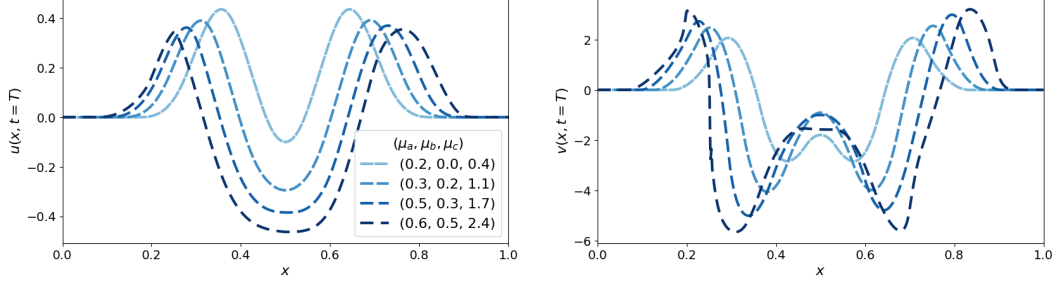 0.4
0.2
0.0
−0.2
−0.4
u(x, t = T)
0.0
0.2
0.4
0.6
0.8
1.0
x
(μ_a, μ_b, μ_c)
(0.2, 0.0, 0.4)
(0.3, 0.2, 1.1)
(0.5, 0.3, 1.7)
(0.6, 0.5, 2.4)
2
0
−2
−4
−6
v(x, t = T)
0.0
0.2
0.4
0.6
0.8
1.0
x